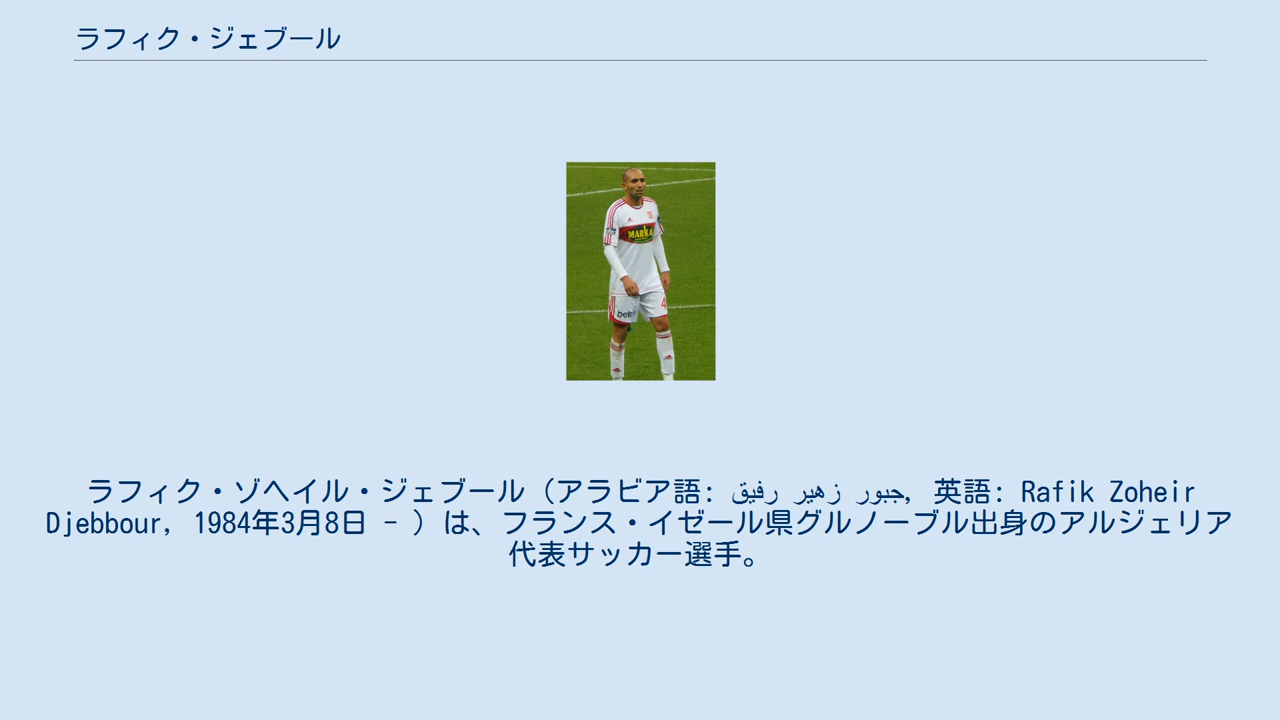 ラフィク・ジェブール
MARKA
4
ラフィク・ゾヘイル・ジェブール（アラビア語: جبور زهير رفيق, 英語: Rafik Zoheir
Djebbour, 1984年3月8日 - ）は、フランス・イゼール県グルノーブル出身のアルジェリア
代表サッカー選手。